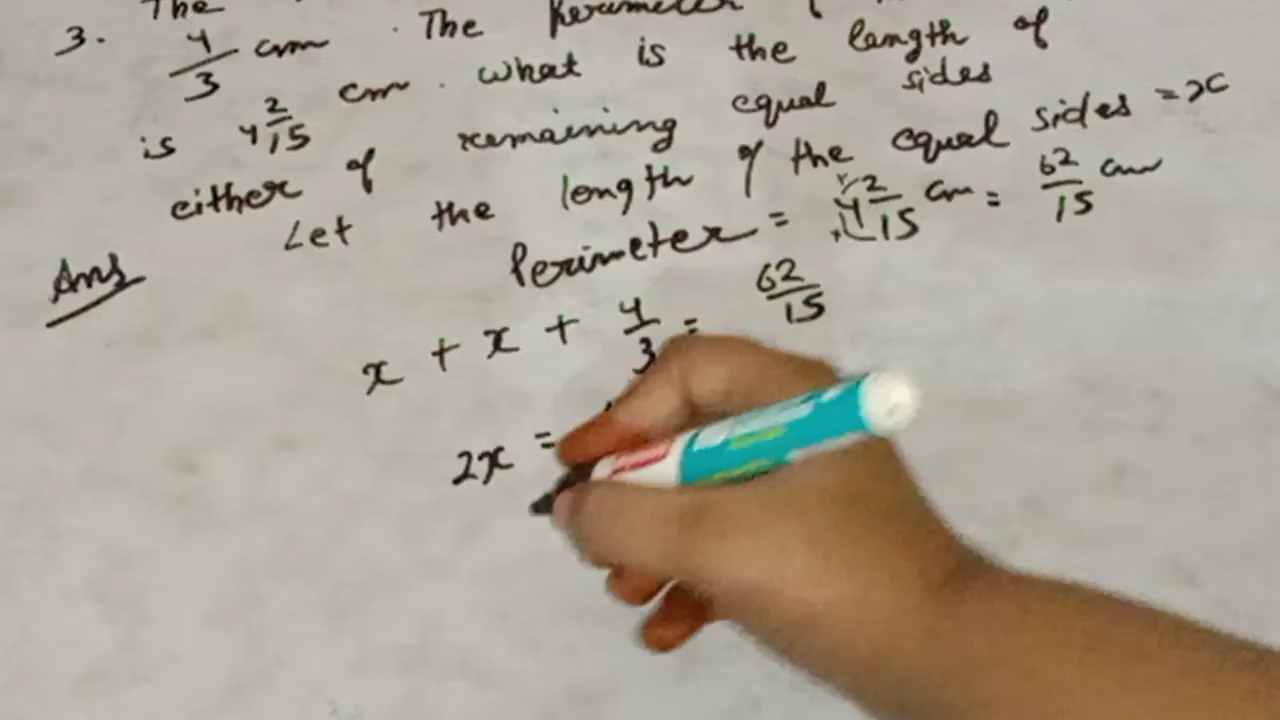 3. The
4/3 cm. The Perimeter
is 4 2/15 cm. what is the length of
either of remaining equal sides
Ans Let the length of the equal sides = x
Perimeter = 4 2/15 cm = 62/15 cm
x + x + 4/3 = 62/15
2x =